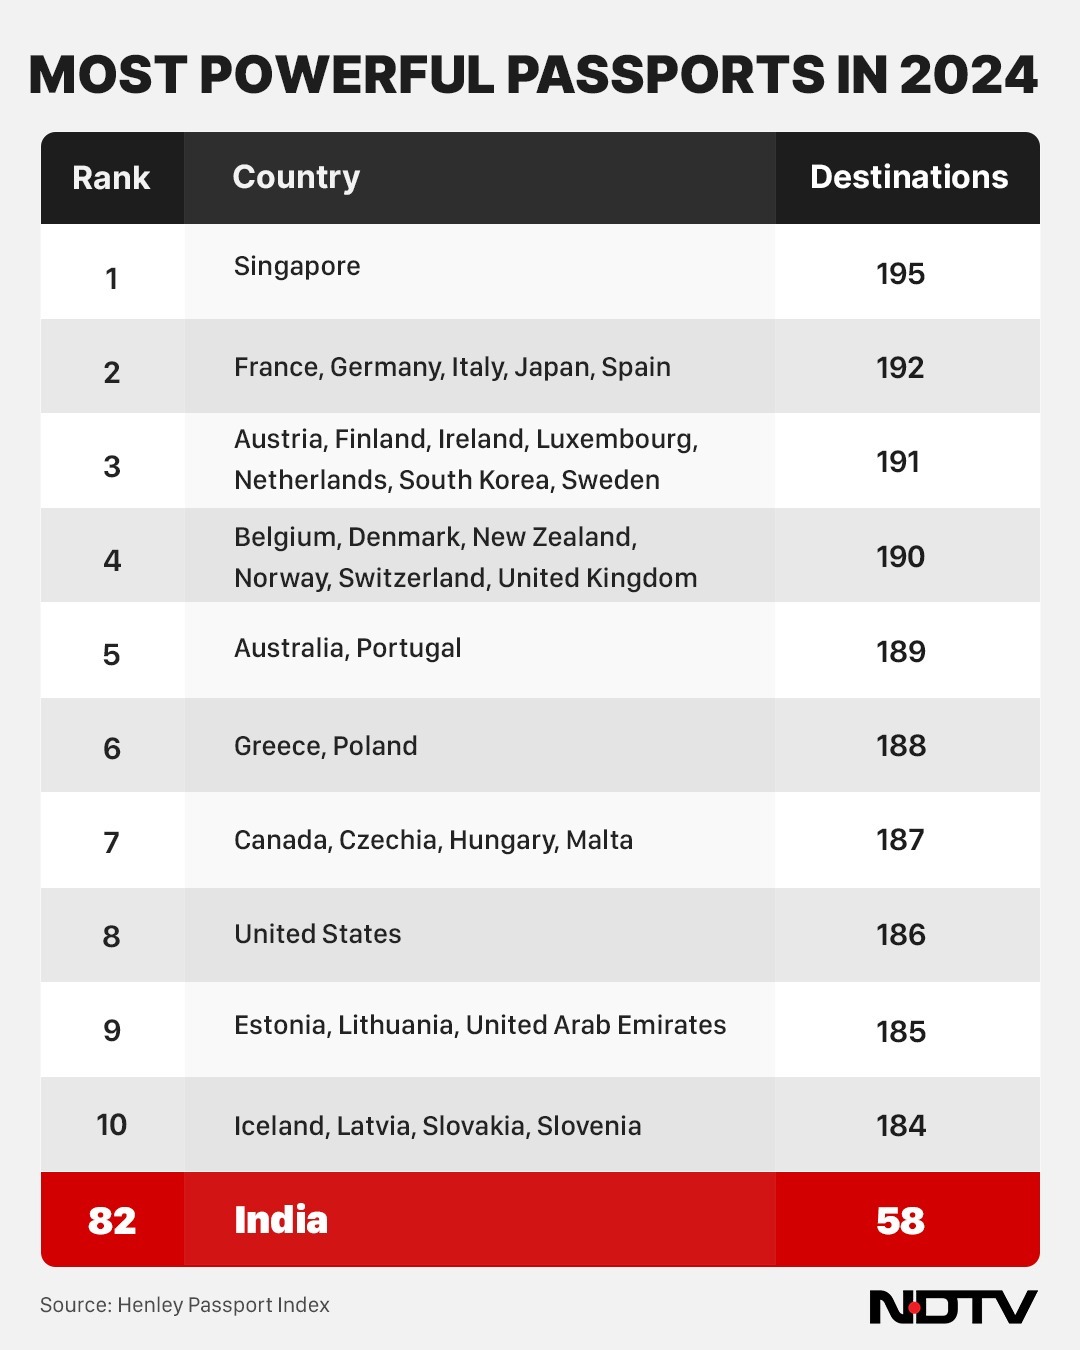 MOST POWERFUL PASSPORTS IN 2024
Rank Country Destinations
1 Singapore 195
2 France, Germany, Italy, Japan, Spain 192
3 Austria, Finland, Ireland, Luxembourg,
Netherlands, South Korea, Sweden 191
4 Belgium, Denmark, New Zealand,
Norway, Switzerland, United Kingdom 190
5 Australia, Portugal 189
6 Greece, Poland 188
7 Canada, Czechia, Hungary, Malta 187
8 United States 186
9 Estonia, Lithuania, United Arab Emirates 185
10 Iceland, Latvia, Slovakia, Slovenia 184
82 India 58
Source: Henley Passport Index
NDTV